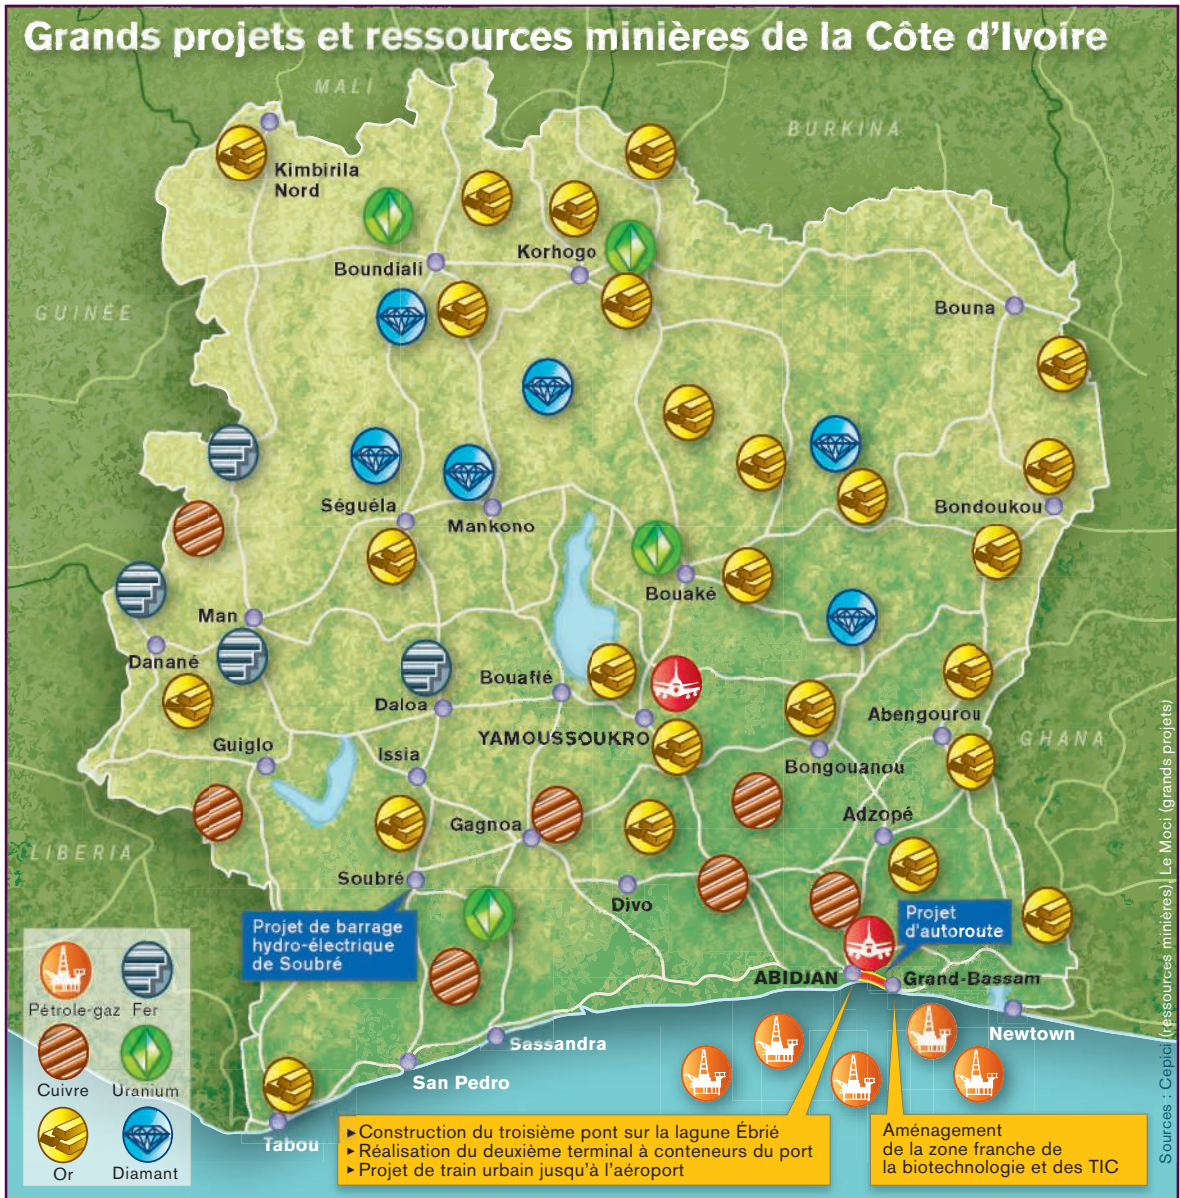 Grands projets et ressources minières de la Côte d'Ivoire
MALI
BURKINA
Kimbirila
Nord
Korhogo
Boundiali
GUINÉE
Bouna
Séguéla
Mankono
Bondoukou
Bouaké
Man
Danané
Bouaflé
Daloa
Abengourou
YAMOUSSOUKRO
GHANA
Guiglo
Issia
Bongouanou
Adzopé
Gagnoa
LIBERIA
Soubré
Divo
Projet de barrage
hydro-électrique
de Soubré
Projet
d'autoroute
ABIDJAN
Grand-Bassam
Newtown
Sassandra
San Pedro
Tabou
Pétrole-gaz
Fer
Cuivre
Uranium
Or
Diamant
▸Construction du troisième pont sur la lagune Ébrié
▸Réalisation du deuxième terminal à conteneurs du port
▸Projet de train urbain jusqu'à l'aéroport
Aménagement
de la zone franche de
la biotechnologie et des TIC
Sources : Cepici (ressources minières), Le Moci (grands projets)